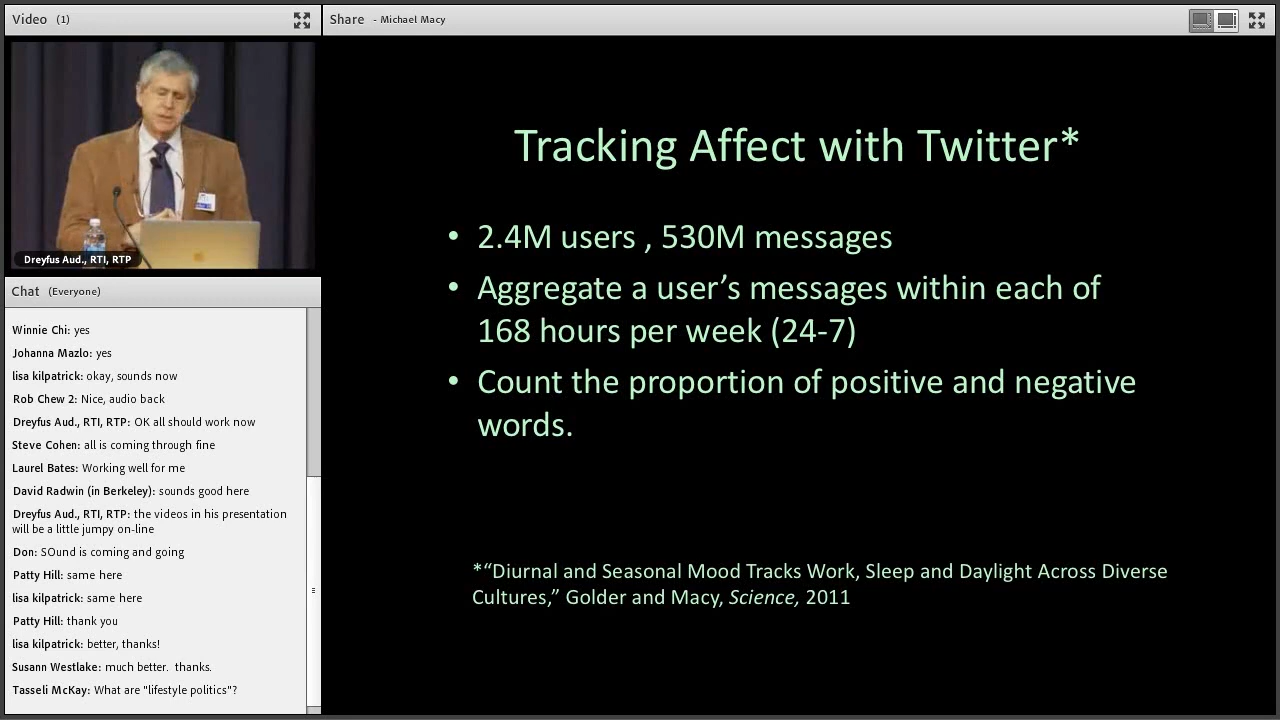 Video (1)
Share - Michael Macy
Dreyfus Aud., RTI, RTP
Chat (Everyone)
Winnie Chi: yes
Johanna Mazlo: yes
lisa kilpatrick: okay, sounds now
Rob Chew 2: Nice, audio back
Dreyfus Aud., RTI, RTP: OK all should work now
Steve Cohen: all is coming through fine
Laurel Bates: Working well for me
David Radwin (in Berkeley): sounds good here
Dreyfus Aud., RTI, RTP: the videos in his presentation
will be a little jumpy on-line
Don: SOund is coming and going
Patty Hill: same here
lisa kilpatrick: same here
Patty Hill: thank you
lisa kilpatrick: better, thanks!
Susann Westlake: much better.  thanks.
Tasseli McKay: What are "lifestyle politics"?
Tracking Affect with Twitter*
• 2.4M users , 530M messages
• Aggregate a user’s messages within each of
168 hours per week (24-7)
• Count the proportion of positive and negative
words.
*“Diurnal and Seasonal Mood Tracks Work, Sleep and Daylight Across Diverse
Cultures,” Golder and Macy, Science, 2011